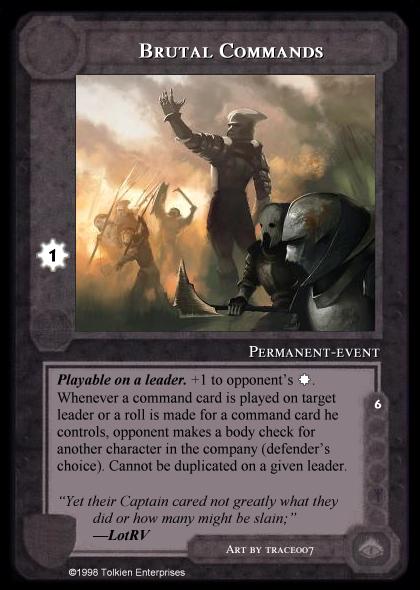 Brutal Commands
1
Permanent-event
Playable on a leader. +1 to opponent's .
Whenever a command card is played on target
leader or a roll is made for a command card he
controls, opponent makes a body check for
another character in the company (defender's
choice). Cannot be duplicated on a given leader.
6
“Yet their Captain cared not greatly what they
did or how many might be slain;”
—LotRV
Art by trace007
©1998 Tolkien Enterprises